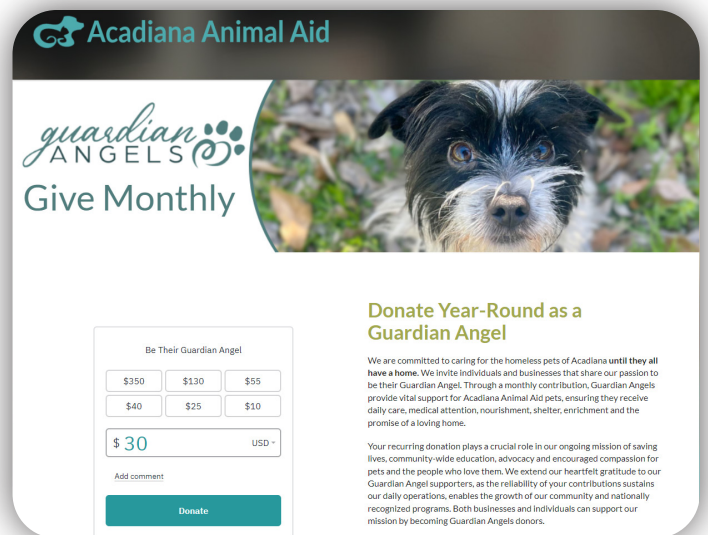 Acadiana Animal Aid
guardian
ANGELS
Give Monthly
Be Their Guardian Angel
$350 $130 $55
$40 $25 $10
$ 30 USD
Add comment
Donate
Donate Year-Round as a
Guardian Angel
We are committed to caring for the homeless pets of Acadiana until they all
have a home. We invite individuals and businesses that share our passion to
be their Guardian Angel. Through a monthly contribution, Guardian Angels
provide vital support for Acadiana Animal Aid pets, ensuring they receive
daily care, medical attention, nourishment, shelter, enrichment and the
promise of a loving home.
Your recurring donation plays a crucial role in our ongoing mission of saving
lives, community-wide education, advocacy and encouraged compassion for
pets and the people who love them. We extend our heartfelt gratitude to our
Guardian Angel supporters, as the reliability of your contributions sustains
our daily operations, enables the growth of our community and nationally
recognized programs. Both businesses and individuals can support our
mission by becoming Guardian Angels donors.